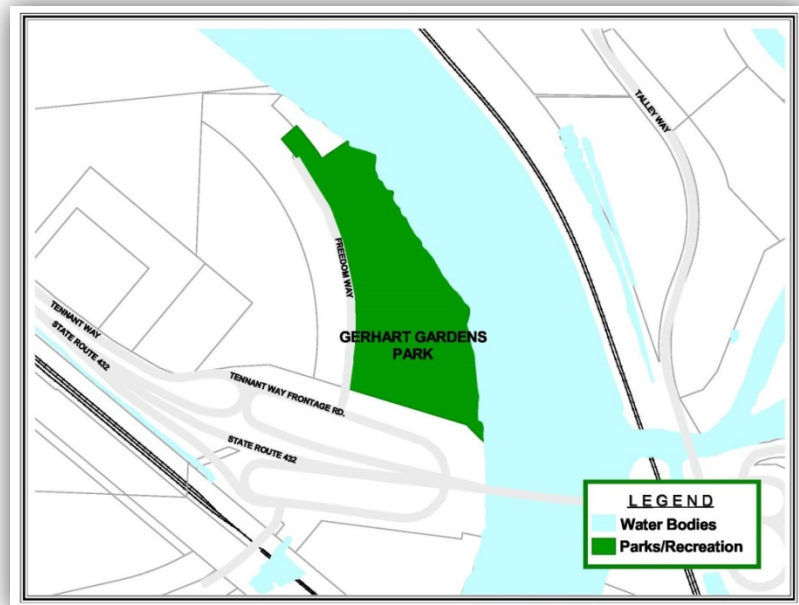 TALLEY WAY
FREEDOM WAY
GERHART GARDENS
PARK
TENNANT WAY
STATE ROUTE 432
TENNANT WAY FRONTAGE RD.
STATE ROUTE 432
LEGEND
Water Bodies
Parks/Recreation